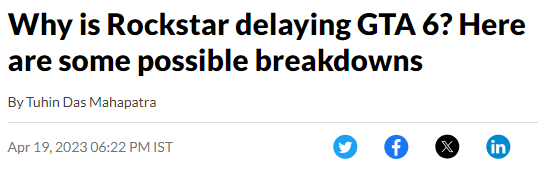 Why is Rockstar delaying GTA 6? Here
are some possible breakdowns
By Tuhin Das Mahapatra
Apr 19, 2023 06:22 PM IST